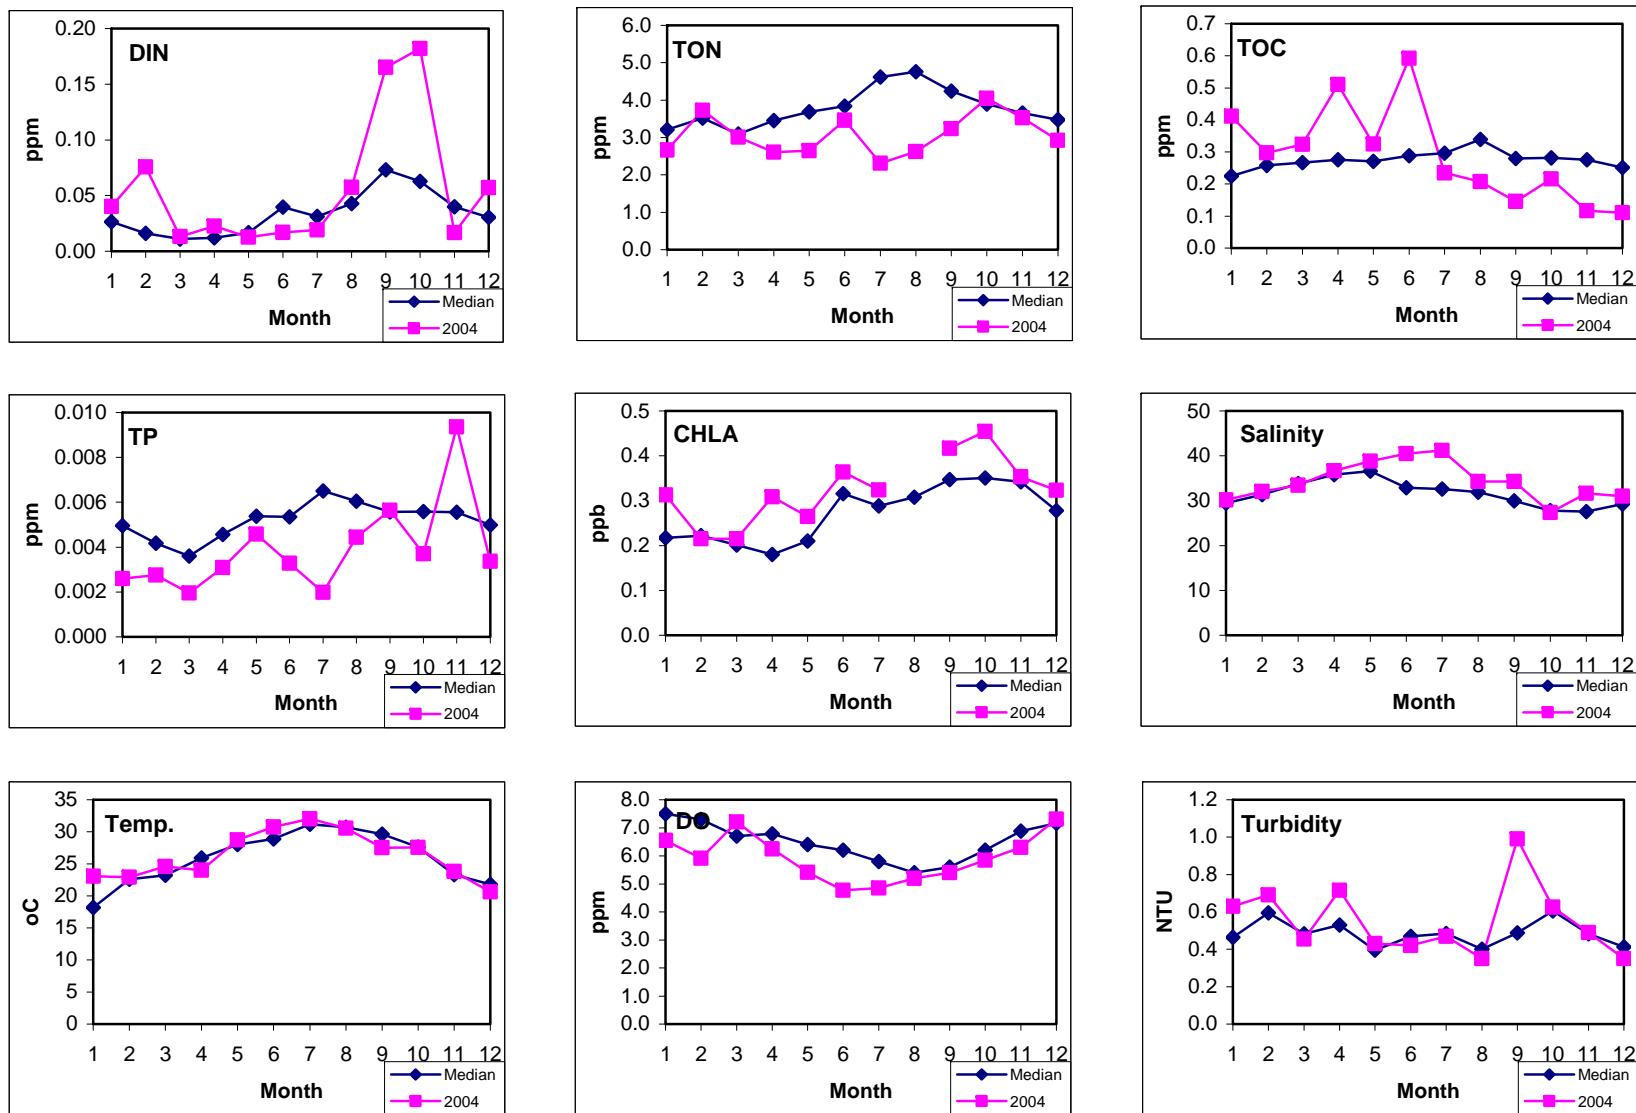 DIN
0.20
0.15
0.10
0.05
0.00
ppm
1 2 3 4 5 6 7 8 9 10 11 12
Month
Median
2004
TON
6.0
5.0
4.0
3.0
2.0
1.0
0.0
ppm
1 2 3 4 5 6 7 8 9 10 11 12
Month
Median
2004
TOC
0.7
0.6
0.5
0.4
0.3
0.2
0.1
0.0
ppm
1 2 3 4 5 6 7 8 9 10 11 12
Month
Median
2004
TP
0.010
0.008
0.006
0.004
0.002
0.000
ppm
1 2 3 4 5 6 7 8 9 10 11 12
Month
Median
2004
CHLA
0.5
0.4
0.3
0.2
0.1
0.0
ppb
1 2 3 4 5 6 7 8 9 10 11 12
Month
Median
2004
Salinity
50
40
30
20
10
0
1 2 3 4 5 6 7 8 9 10 11 12
Month
Median
2004
Temp.
35
30
25
20
15
10
5
0
oC
1 2 3 4 5 6 7 8 9 10 11 12
Month
Median
2004
DO
8.0
7.0
6.0
5.0
4.0
3.0
2.0
1.0
0.0
ppm
1 2 3 4 5 6 7 8 9 10 11 12
Month
Median
2004
Turbidity
1.2
1.0
0.8
0.6
0.4
0.2
0.0
NTU
1 2 3 4 5 6 7 8 9 10 11 12
Month
Median
2004